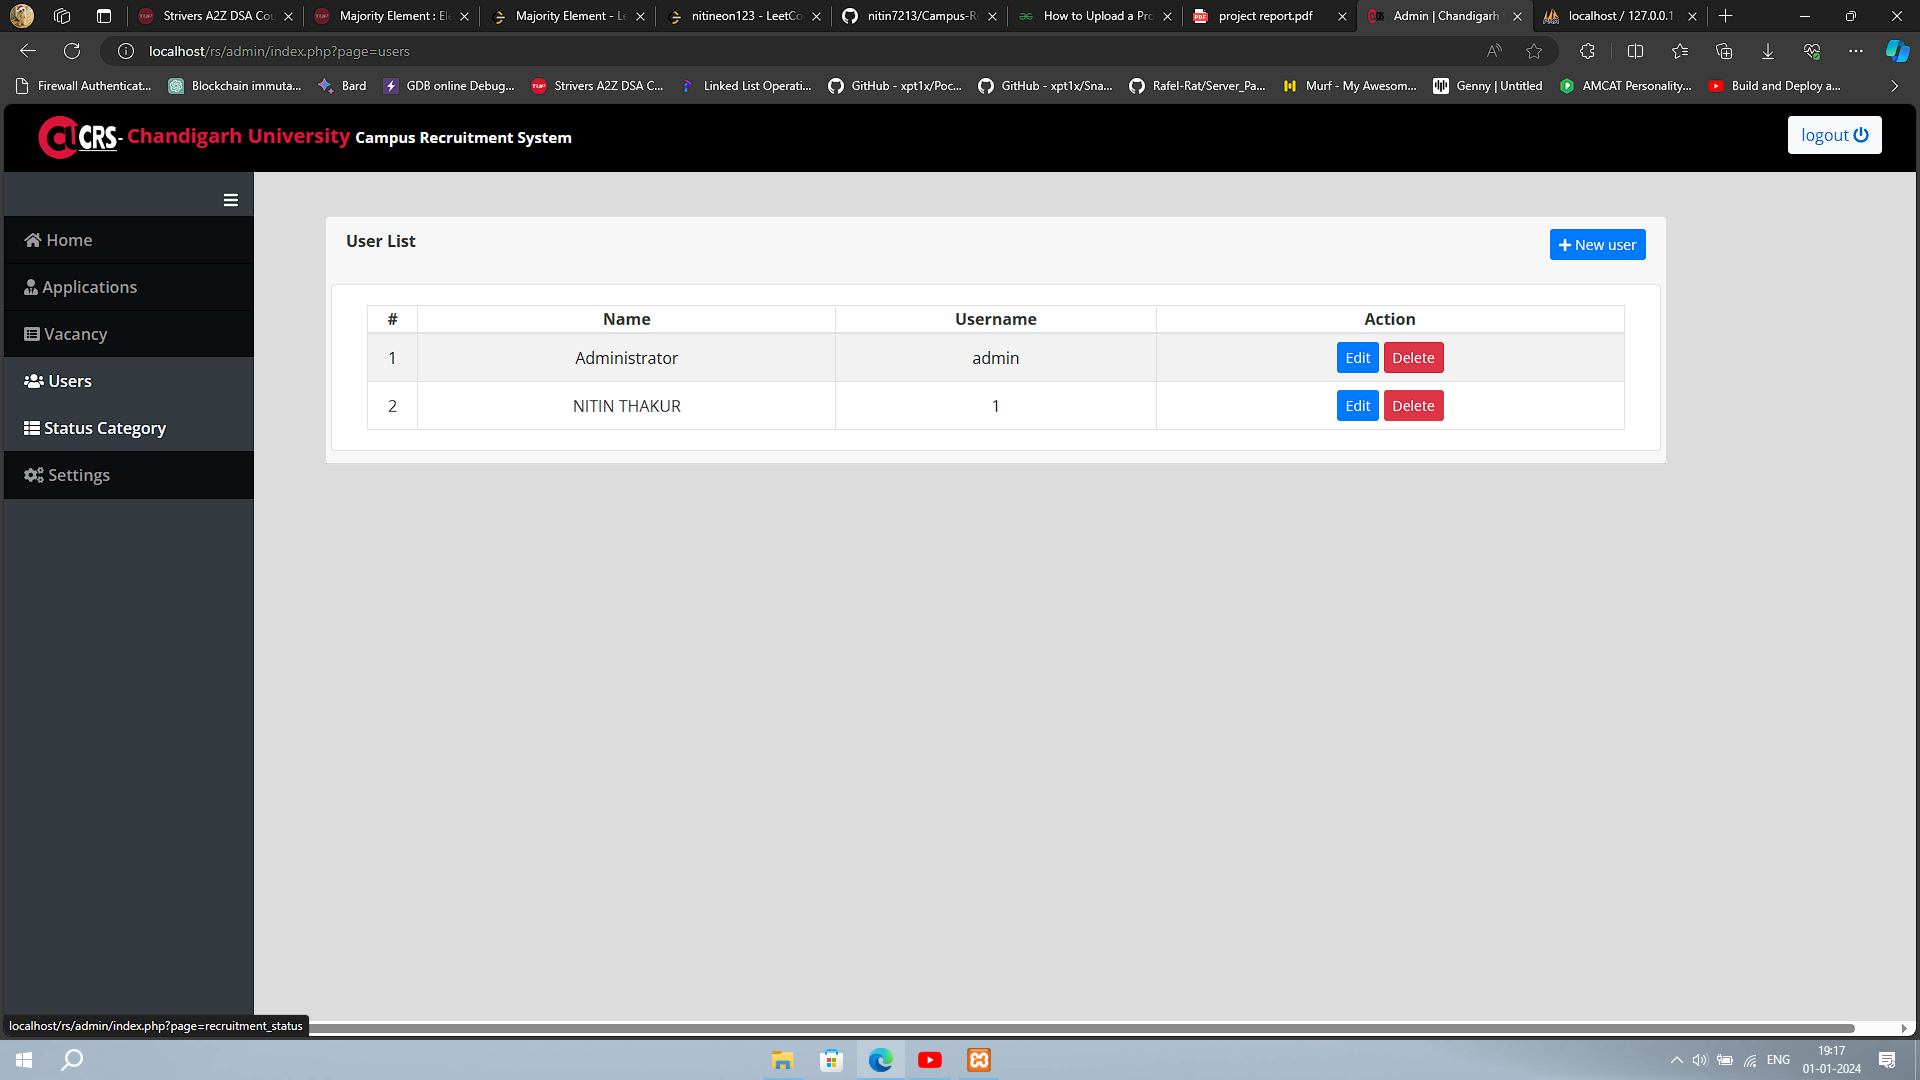 Strivers A2Z DSA Cou
Majority Element : El
Majority Element - Le
nitineon123 - LeetCo
nitin7213/Campus-R
How to Upload a Pro
project report.pdf
Admin | Chandigarh
localhost / 127.0.0.1
localhost/rs/admin/index.php?page=users
Firewall Authenticat...
Blockchain immuta...
Bard
GDB online Debug...
Strivers A2Z DSA C...
Linked List Operati...
GitHub - xpt1x/Poc...
GitHub - xpt1x/Sna...
Rafel-Rat/Server_Pa...
Murf - My Awesom...
Genny | Untitled
AMCAT Personality...
Build and Deploy a...
CRS- Chandigarh University Campus Recruitment System
logout
Home
Applications
Vacancy
Users
Status Category
Settings
User List
New user
# Name Username Action
1 Administrator admin Edit Delete
2 NITIN THAKUR 1 Edit Delete
localhost/rs/admin/index.php?page=recruitment_status
ENG
19:17
01-01-2024